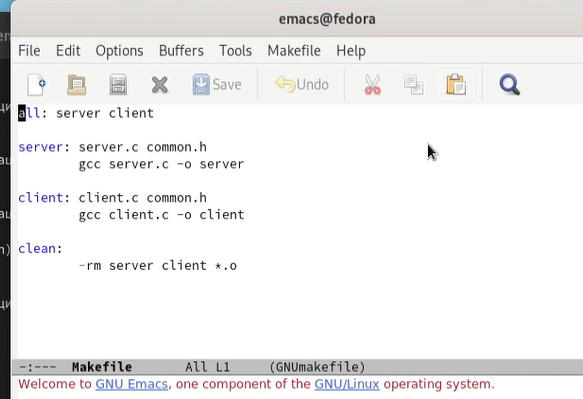 emacs@fedora
File Edit Options Buffers Tools Makefile Help
Save Undo
all: server client
server: server.c common.h
gcc server.c -o server
client: client.c common.h
gcc client.c -o client
clean:
-rm server client *.o
-:--- Makefile All L1 (GNUmakefile)
Welcome to GNU Emacs, one component of the GNU/Linux operating system.